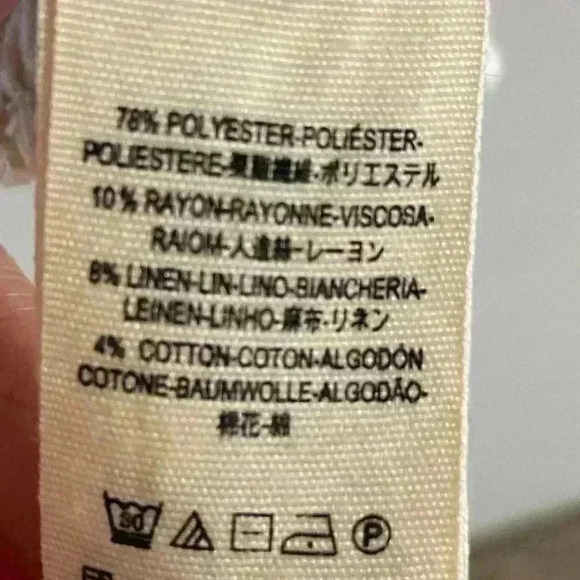 78% POLYESTER-POLIÉSTER-
POLIESTERE-聚酯纖維-ポリエステル
10% RAYON-RAYONNE-VISCOSA-
RAIOM-人造絲-レーヨン
8% LINEN-LIN-LINO-BIANCHERIA-
LEINEN-LINHO-麻布-リネン
4% COTTON-COTON-ALGODÓN
COTONE-BAUMWOLLE-ALGODÃO-
棉花-綿
30
P